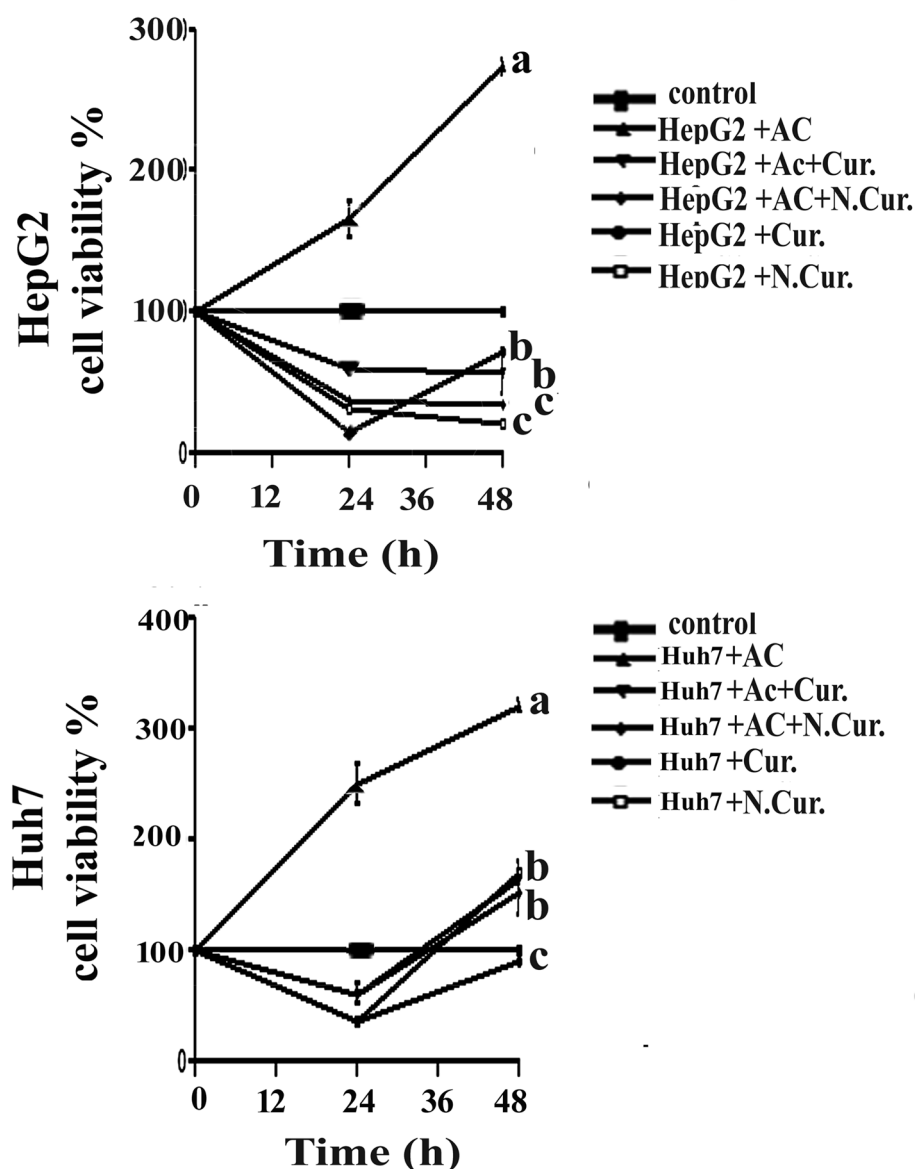 300
200
100
0
HepG2
cell viability %
a
b
b
c
c
0 12 24 36 48
Time (h)
control
HepG2 +AC
HepG2 +Ac+Cur.
HepG2 +AC+N.Cur.
HepG2 +Cur.
HepG2 +N.Cur.
400
300
200
100
0
Huh7
cell viability %
a
b
b
c
0 12 24 36 48
Time (h)
control
Huh7+AC
Huh7 +Ac+Cur.
Huh7 +AC+N.Cur.
Huh7 +Cur.
Huh7 +N.Cur.